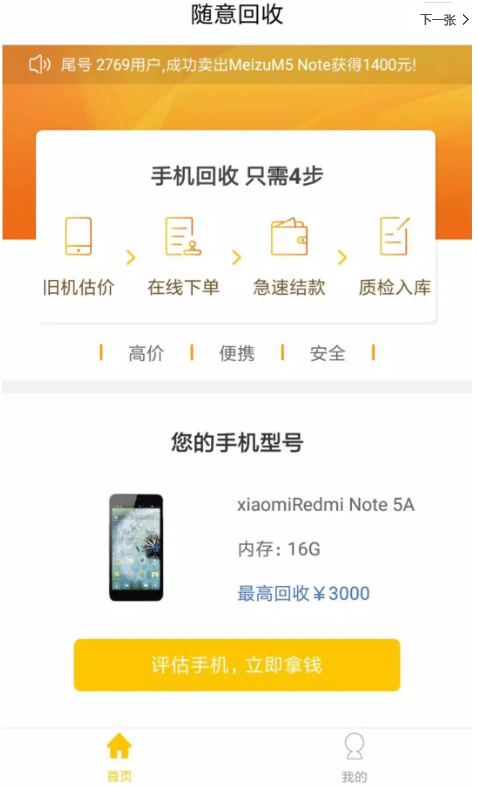 随意回收
下一张
尾号 2769用户,成功卖出MeizuM5 Note获得1400元!
手机回收 只需4步
旧机估价 在线下单 急速结款 质检入库
高价 便携 安全
您的手机型号
xiaomiRedmi Note 5A
内存：16G
最高回收￥3000
评估手机，立即拿钱
首页 我的